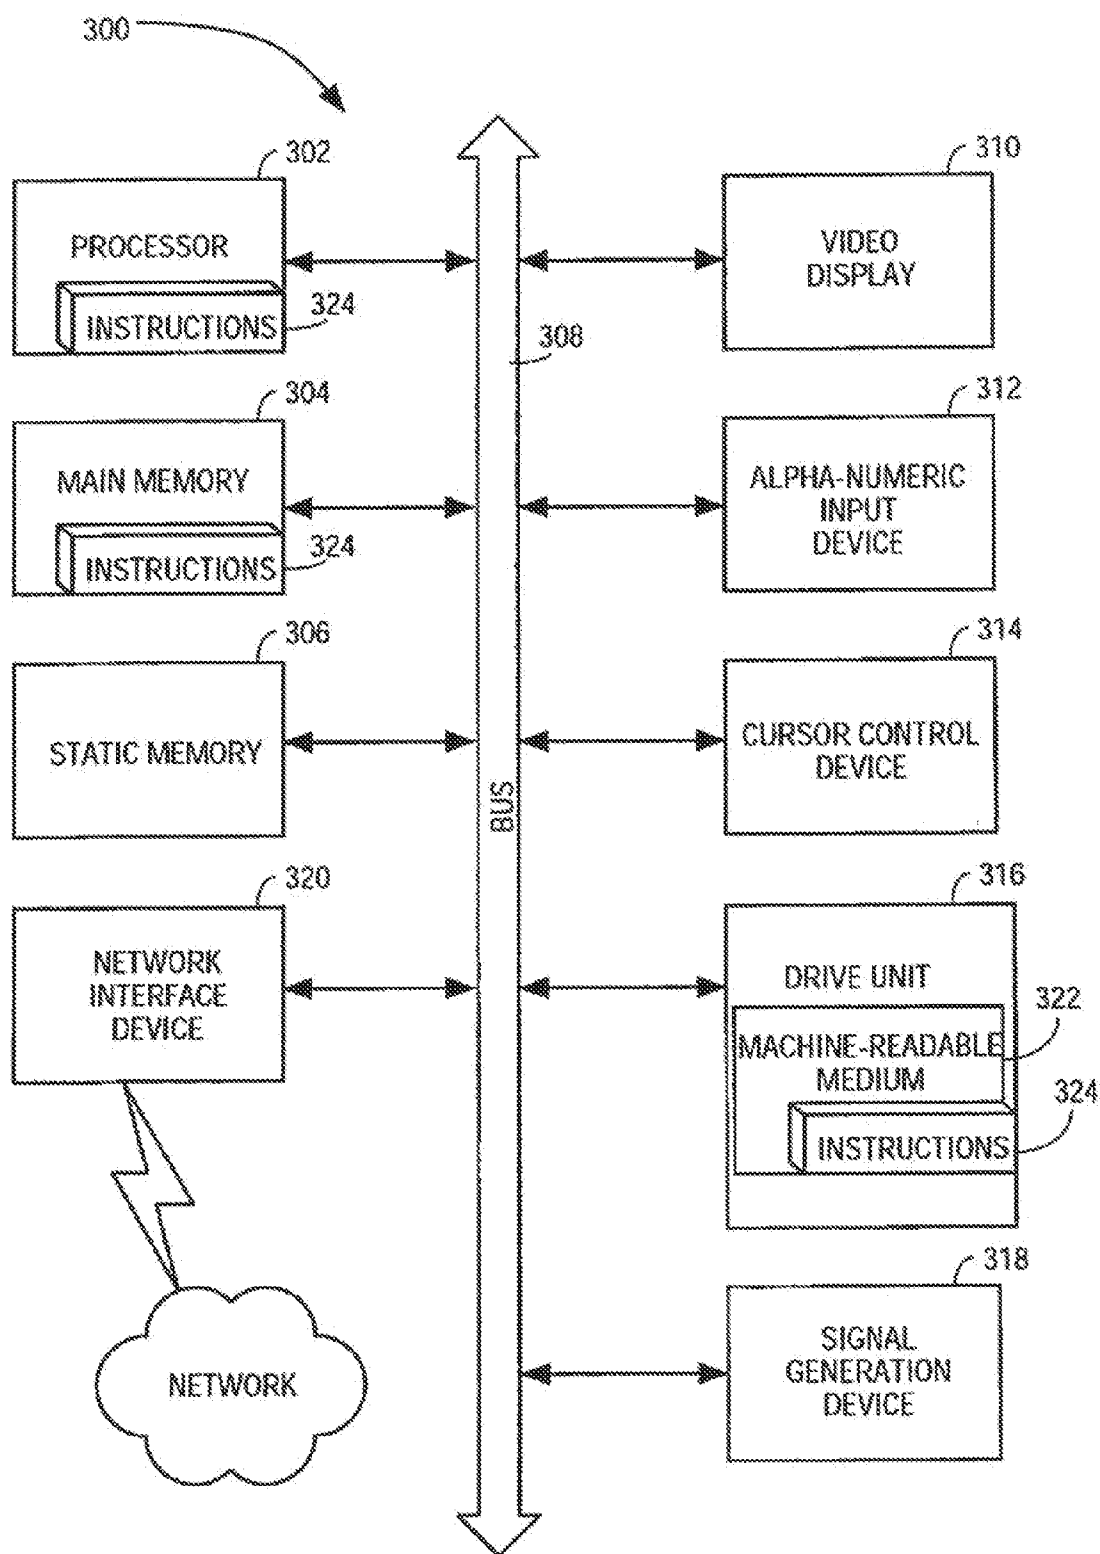 300
302
PROCESSOR
324
INSTRUCTIONS
304
MAIN MEMORY
324
INSTRUCTIONS
306
STATIC MEMORY
320
NETWORK
INTERFACE
DEVICE
NETWORK
308
BUS
310
VIDEO
DISPLAY
312
ALPHA-NUMERIC
INPUT
DEVICE
314
CURSOR CONTROL
DEVICE
316
DRIVE UNIT
322
MACHINE-READABLE
MEDIUM
324
INSTRUCTIONS
318
SIGNAL
GENERATION
DEVICE